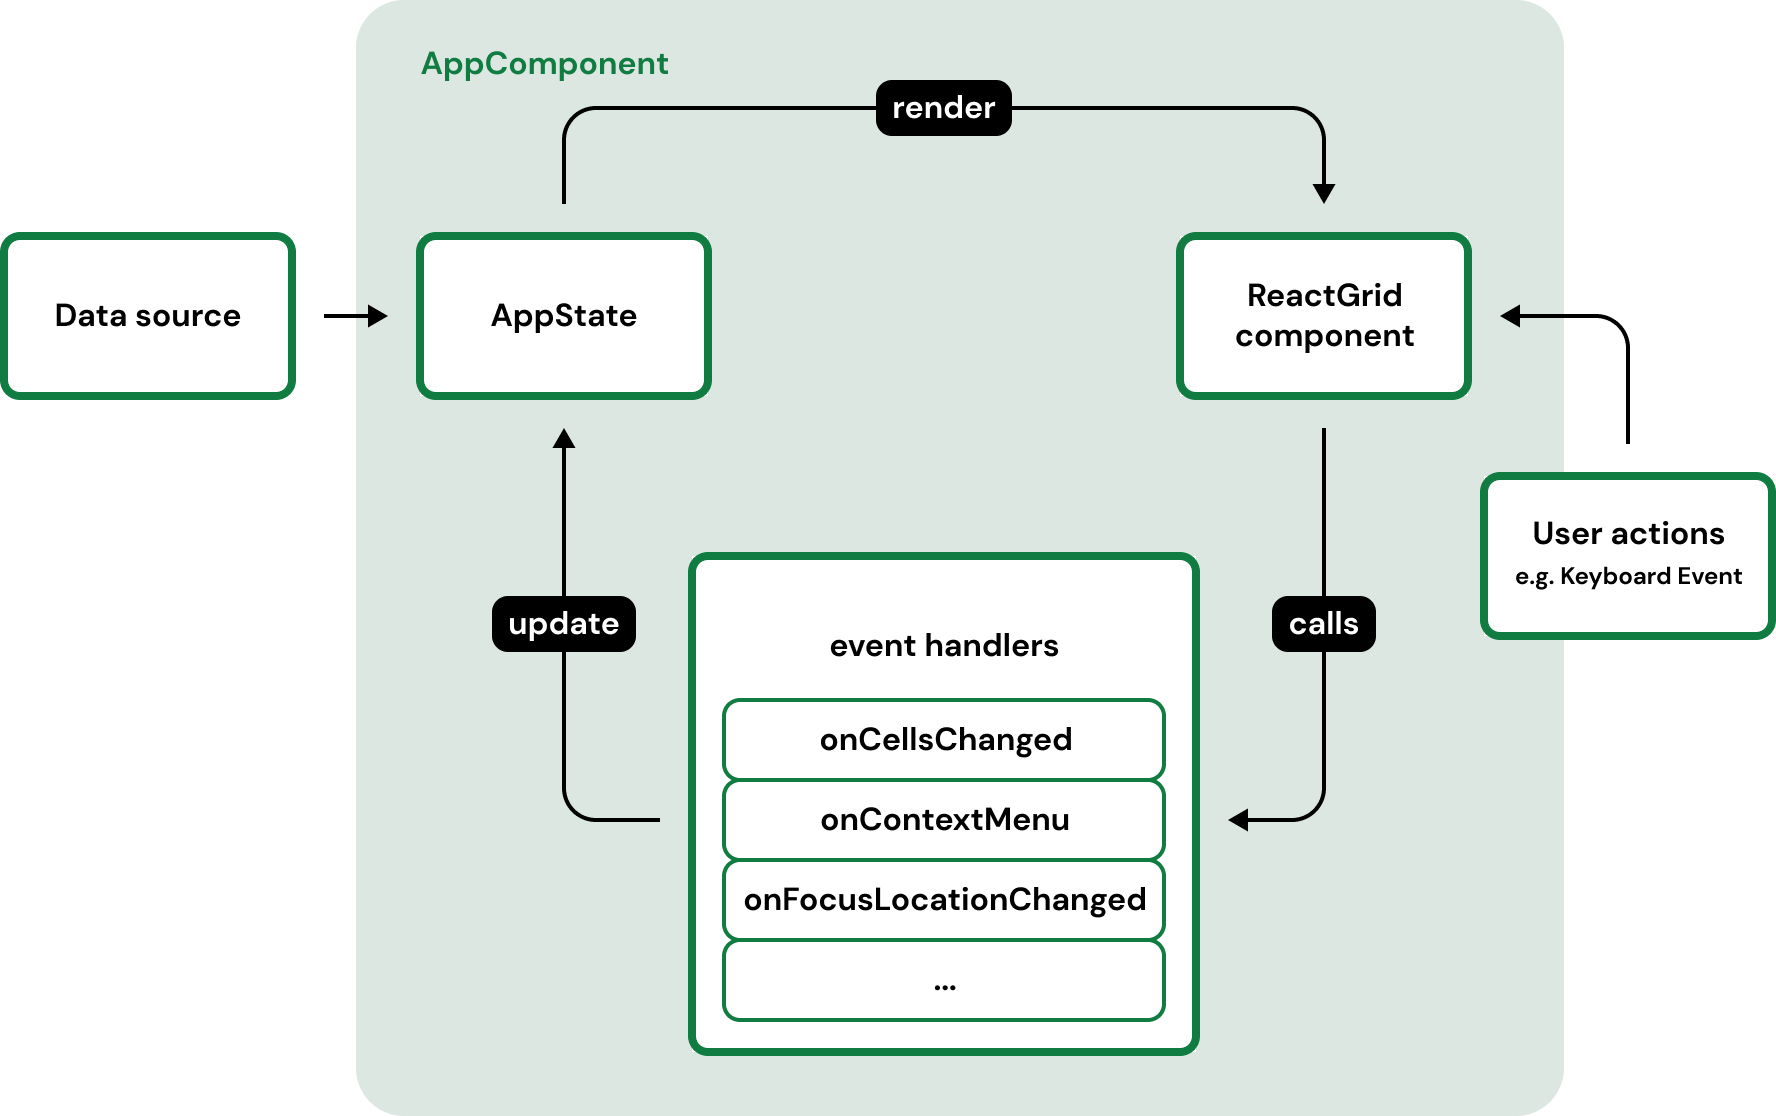 AppComponent
render
Data source
AppState
ReactGrid
component
User actions
e.g. Keyboard Event
update
calls
event handlers
onCellsChanged
onContextMenu
onFocusLocationChanged
...